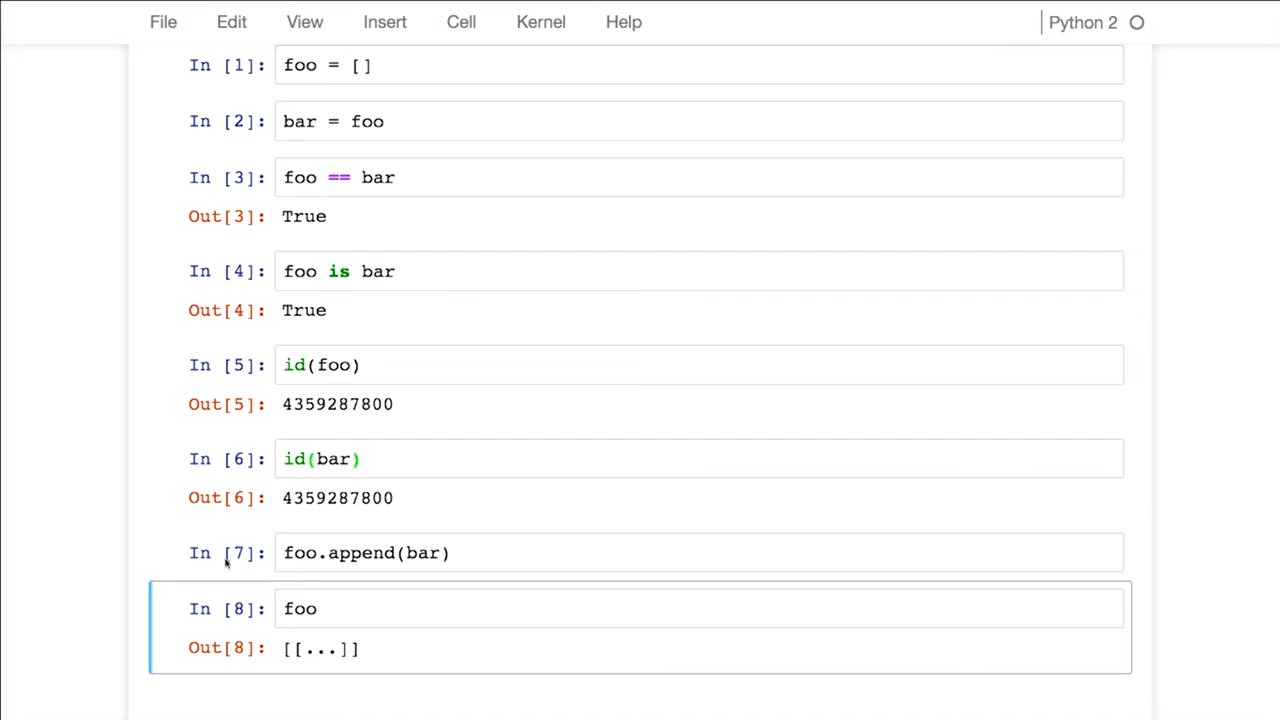 File Edit View Insert Cell Kernel Help Python 2
In [1]: foo = []
In [2]: bar = foo
In [3]: foo == bar
Out[3]: True
In [4]: foo is bar
Out[4]: True
In [5]: id(foo)
Out[5]: 4359287800
In [6]: id(bar)
Out[6]: 4359287800
In [7]: foo.append(bar)
In [8]: foo
Out[8]: [[...]]